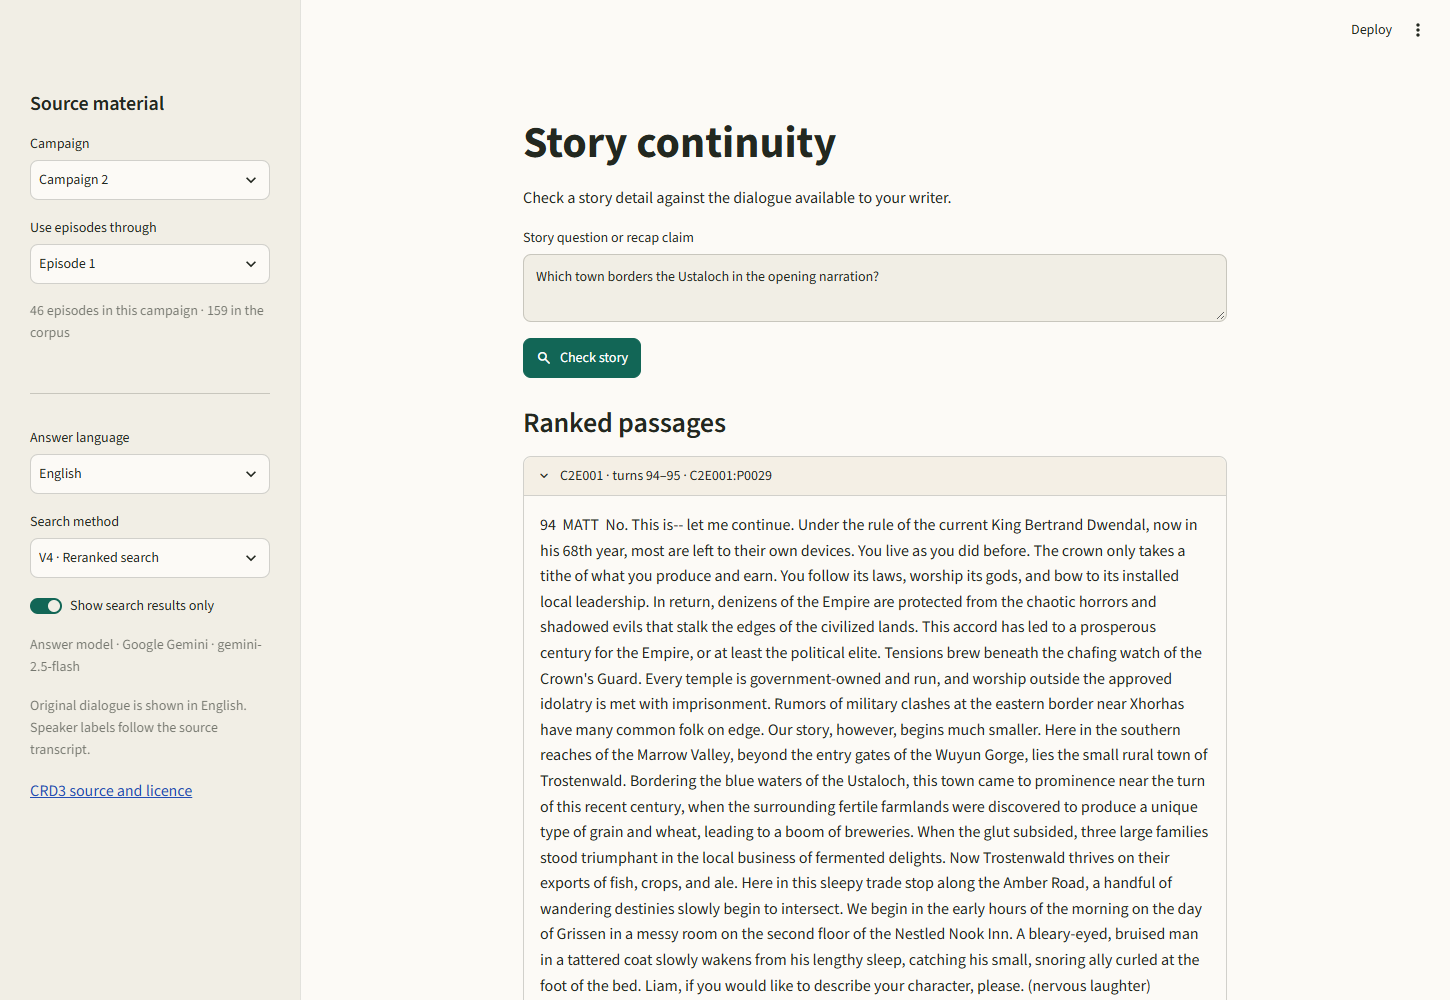 Deploy
Source material
Campaign
Campaign 2
Use episodes through
Episode 1
46 episodes in this campaign · 159 in the
corpus
Answer language
English
Search method
V4 · Reranked search
Show search results only
Answer model · Google Gemini · gemini-
2.5-flash
Original dialogue is shown in English.
Speaker labels follow the source
transcript.
CRD3 source and licence
Story continuity
Check a story detail against the dialogue available to your writer.
Story question or recap claim
Which town borders the Ustaloch in the opening narration?
Check story
Ranked passages
C2E001 · turns 94–95 · C2E001:P0029
94 MATT No. This is-- let me continue. Under the rule of the current King Bertrand Dwendal, now in
his 68th year, most are left to their own devices. You live as you did before. The crown only takes a
tithe of what you produce and earn. You follow its laws, worship its gods, and bow to its installed
local leadership. In return, denizens of the Empire are protected from the chaotic horrors and
shadowed evils that stalk the edges of the civilized lands. This accord has led to a prosperous
century for the Empire, or at least the political elite. Tensions brew beneath the chafing watch of the
Crown's Guard. Every temple is government-owned and run, and worship outside the approved
idolatry is met with imprisonment. Rumors of military clashes at the eastern border near Xhorhas
have many common folk on edge. Our story, however, begins much smaller. Here in the southern
reaches of the Marrow Valley, beyond the entry gates of the Wuyun Gorge, lies the small rural town of
Trostenwald. Bordering the blue waters of the Ustaloch, this town came to prominence near the turn
of this recent century, when the surrounding fertile farmlands were discovered to produce a unique
type of grain and wheat, leading to a boom of breweries. When the glut subsided, three large families
stood triumphant in the local business of fermented delights. Now Trostenwald thrives on their
exports of fish, crops, and ale. Here in this sleepy trade stop along the Amber Road, a handful of
wandering destinies slowly begin to intersect. We begin in the early hours of the morning on the day
of Grissen in a messy room on the second floor of the Nestled Nook Inn. A bleary-eyed, bruised man
in a tattered coat slowly wakens from his lengthy sleep, catching his small, snoring ally curled at the
foot of the bed. Liam, if you would like to describe your character, please. (nervous laughter)